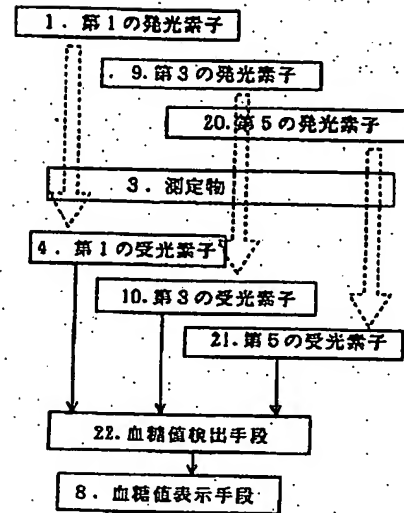 1．第1の発光素子
9.第3の発光素子
20.第5の発光素子
3．測定物
4．第1の受光素子
10.第3の受光素子
21.第5の受光素子
22.血糖値検出手段
8．血糖値表示手段